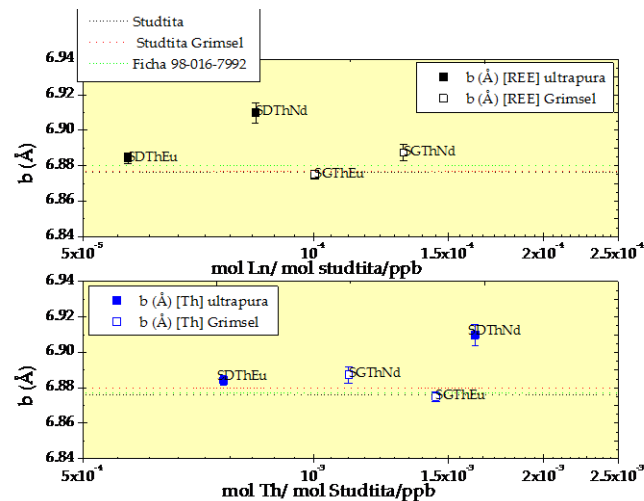 Studtita
Studtita Grimsel
Ficha 98-016-7992
b (Å) [REE] ultrapura
b (Å) [REE] Grimsel
6.94
6.92
6.90
6.88
6.86
6.84
b (Å)
SDThEu
SDThNd
SGThEu
SGThNd
5x10⁻⁵
10⁻⁴
1.5x10⁻⁴
2x10⁻⁴
2.5x10⁻⁴
mol Ln/ mol studtita/ppb
b (Å) [Th] ultrapura
b (Å) [Th] Grimsel
6.94
6.92
6.90
6.88
6.86
6.84
b (Å)
SDThEu
SGThNd
SGThEu
SDThNd
5x10⁻⁴
10⁻³
1.5x10⁻³
2x10⁻³
2.5x10⁻³
mol Th/ mol Studtita/ppb